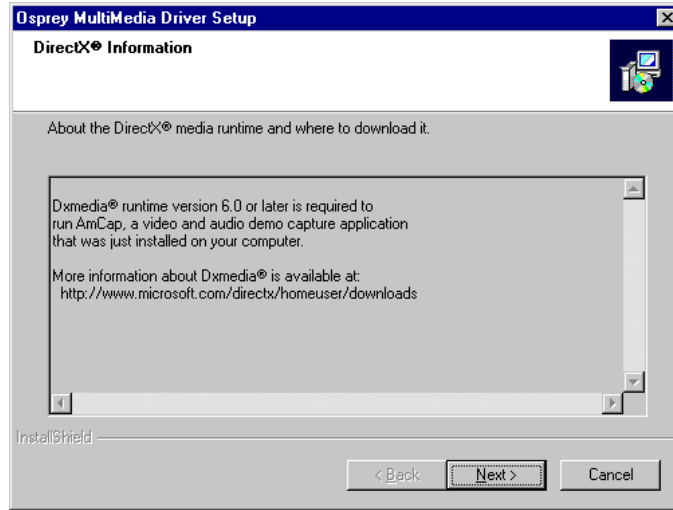 Osprey MultiMedia Driver Setup
DirectX® Information
About the DirectX® media runtime and where to download it.
Dxmedia® runtime version 6.0 or later is required to
run AmCap, a video and audio demo capture application
that was just installed on your computer.
More information about Dxmedia® is available at:
http://www.microsoft.com/directx/homeuser/downloads
InstallShield
< Back
Next >
Cancel